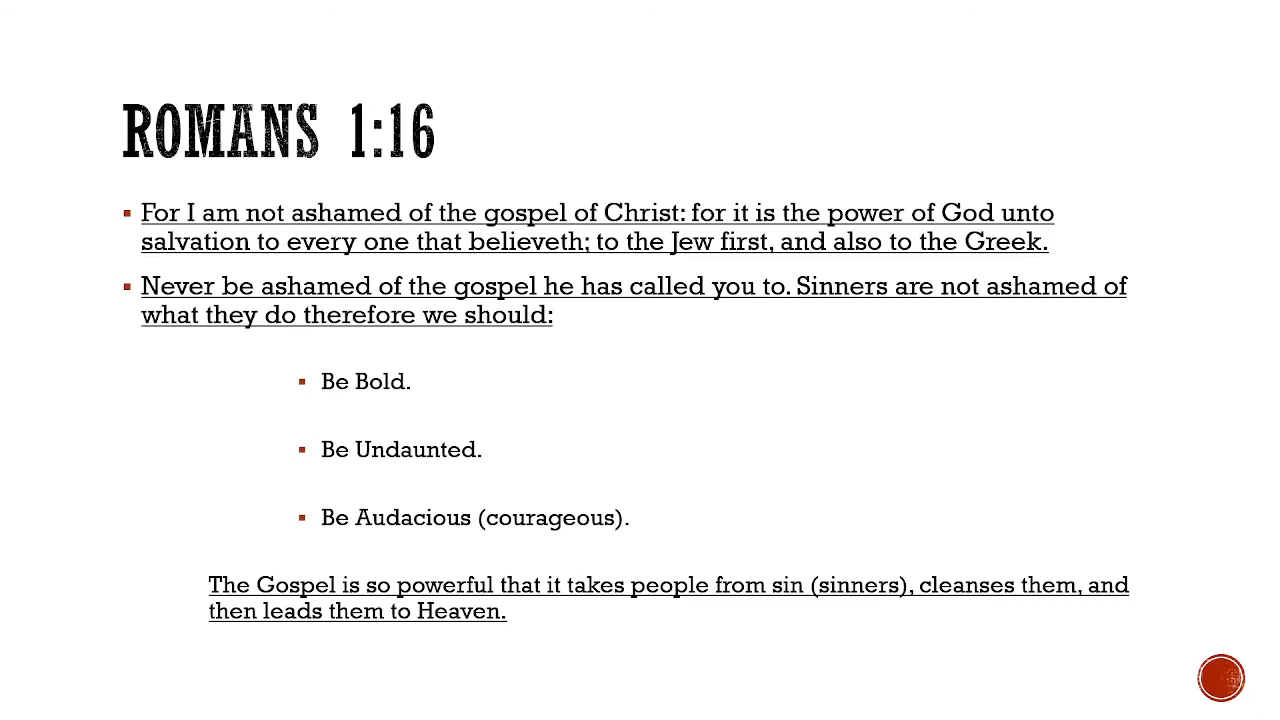 ROMANS 1:16
For I am not ashamed of the gospel of Christ: for it is the power of God unto
salvation to every one that believeth; to the Jew first, and also to the Greek.
Never be ashamed of the gospel he has called you to. Sinners are not ashamed of
what they do therefore we should:
Be Bold.
Be Undaunted.
Be Audacious (courageous).
The Gospel is so powerful that it takes people from sin (sinners), cleanses them, and
then leads them to Heaven.